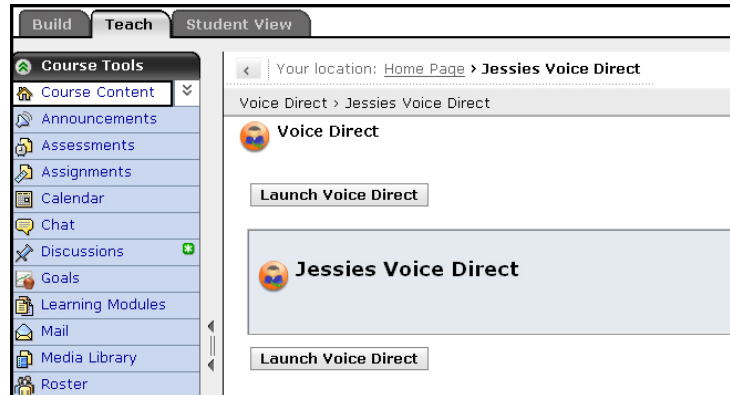 Build Teach Student View
Course Tools
Course Content
Announcements
Assessments
Assignments
Calendar
Chat
Discussions
Goals
Learning Modules
Mail
Media Library
Roster
Your location: Home Page › Jessies Voice Direct
Voice Direct › Jessies Voice Direct
Voice Direct
Launch Voice Direct
Jessies Voice Direct
Launch Voice Direct